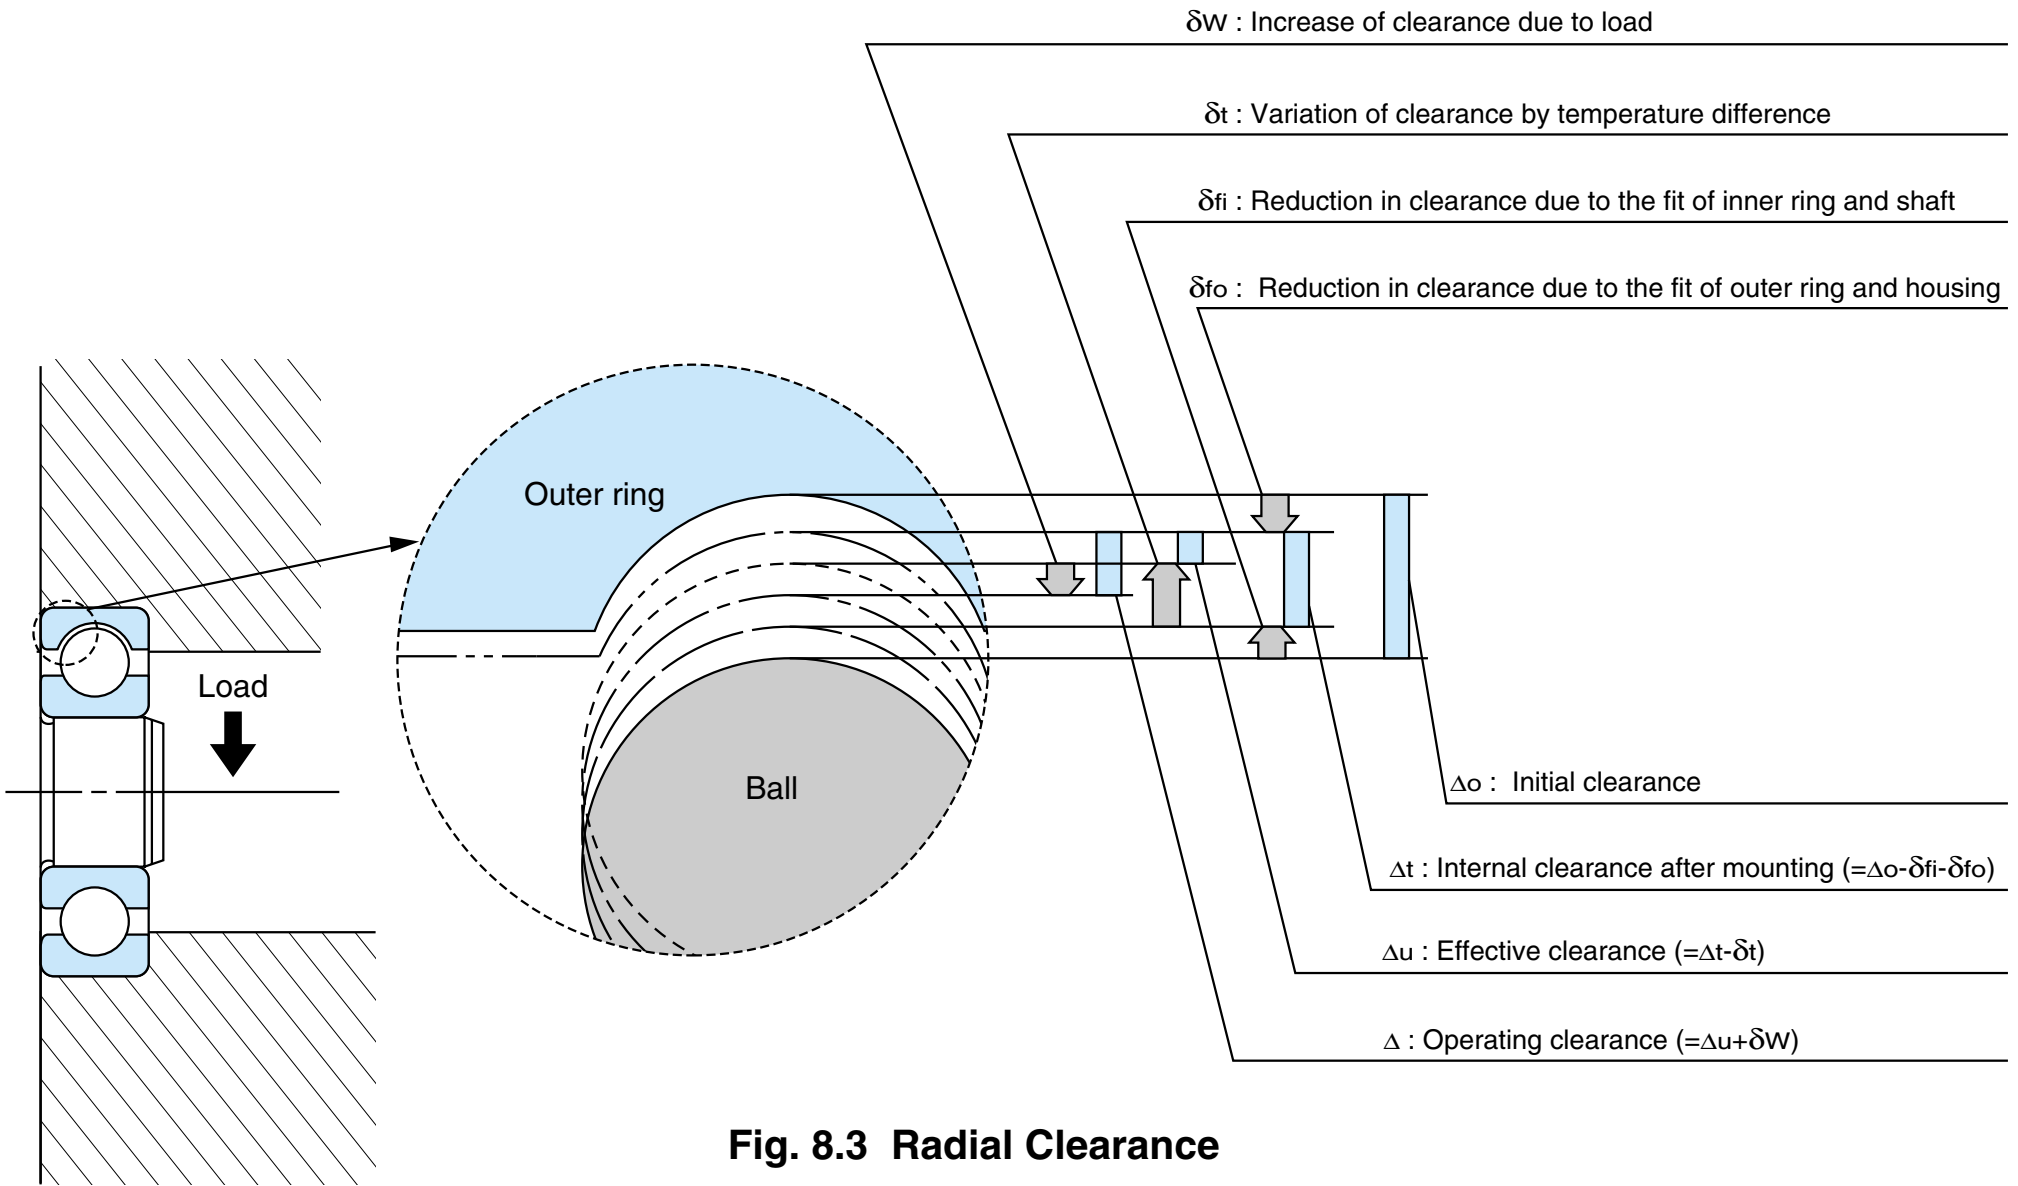 δw : Increase of clearance due to load
δt : Variation of clearance by temperature difference
δfi : Reduction in clearance due to the fit of inner ring and shaft
δfo : Reduction in clearance due to the fit of outer ring and housing
Outer ring
Load
Ball
Δo : Initial clearance
Δt : Internal clearance after mounting (=Δo-δfi-δfo)
Δu : Effective clearance (=Δt-δt)
Δ : Operating clearance (=Δu+δw)
Fig. 8.3 Radial Clearance